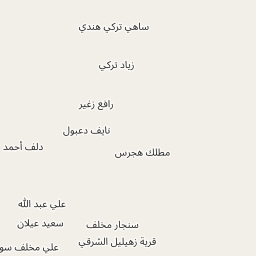 ساهي تركي هندي
زياد تركي
رافع زغير
نايف دعبول
دلف أحمد
مطلك هجرس
علي عبد الله
سعيد عيلان
سنجار مخلف
قرية زهيليل الشرقي
علي مخلف سو